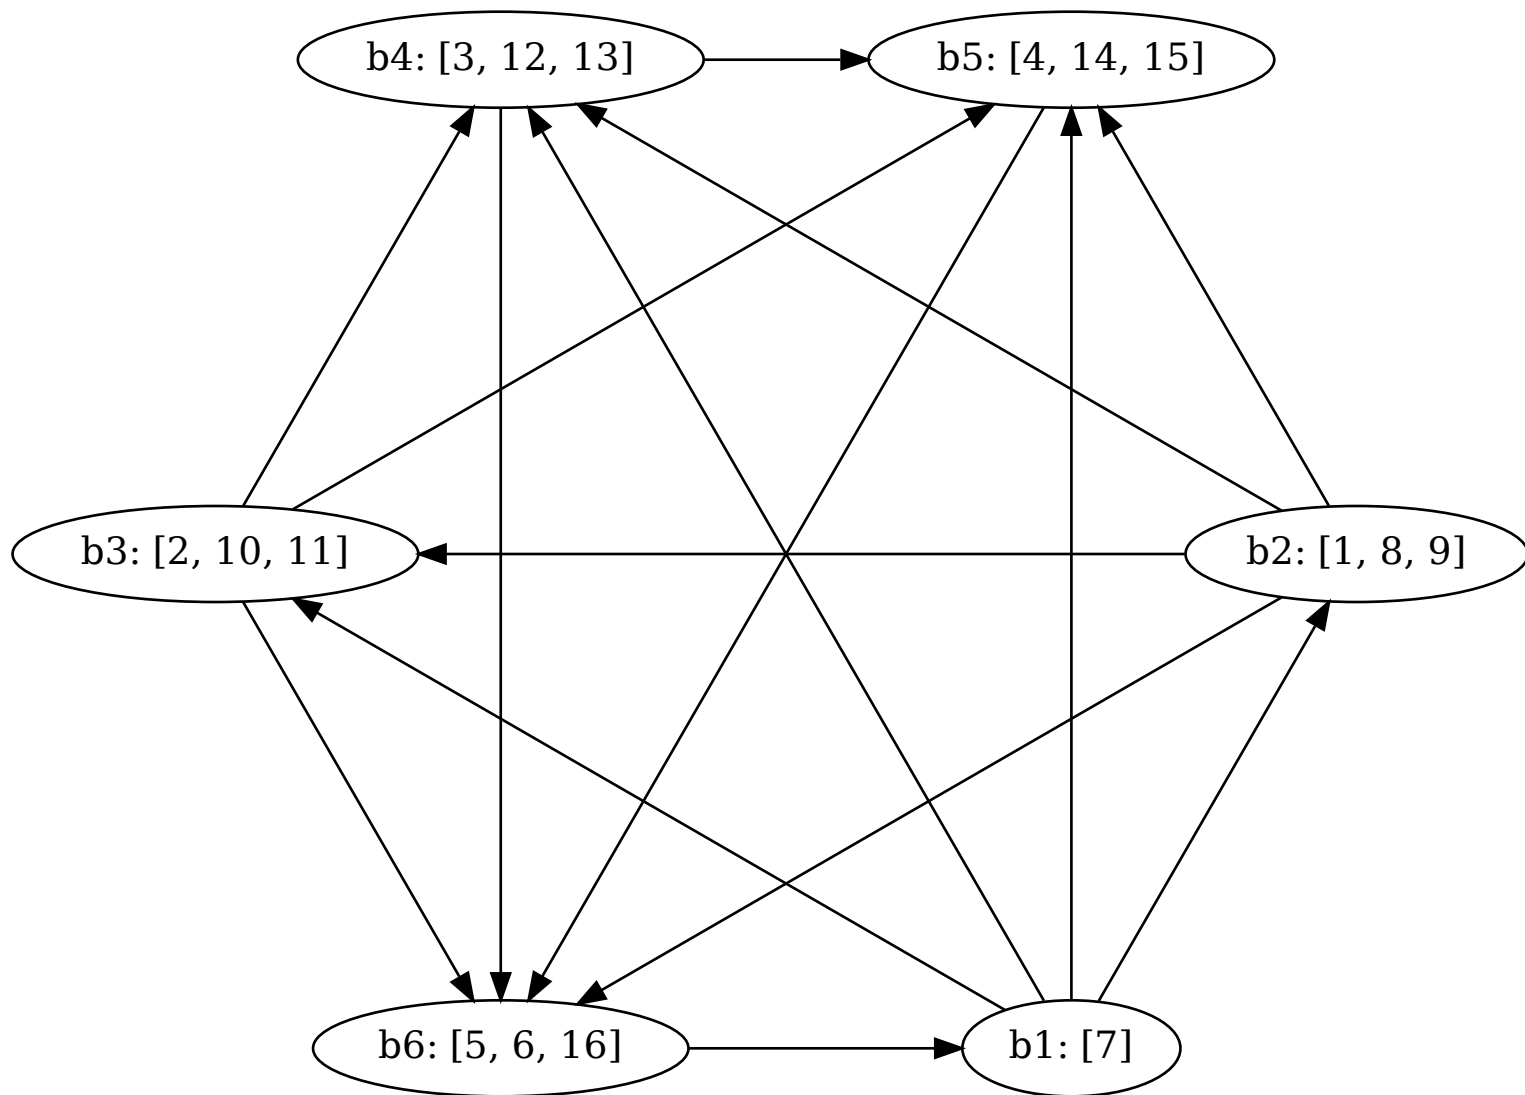 b4: [3, 12, 13]
b5: [4, 14, 15]
b3: [2, 10, 11]
b2: [1, 8, 9]
b6: [5, 6, 16]
b1: [7]